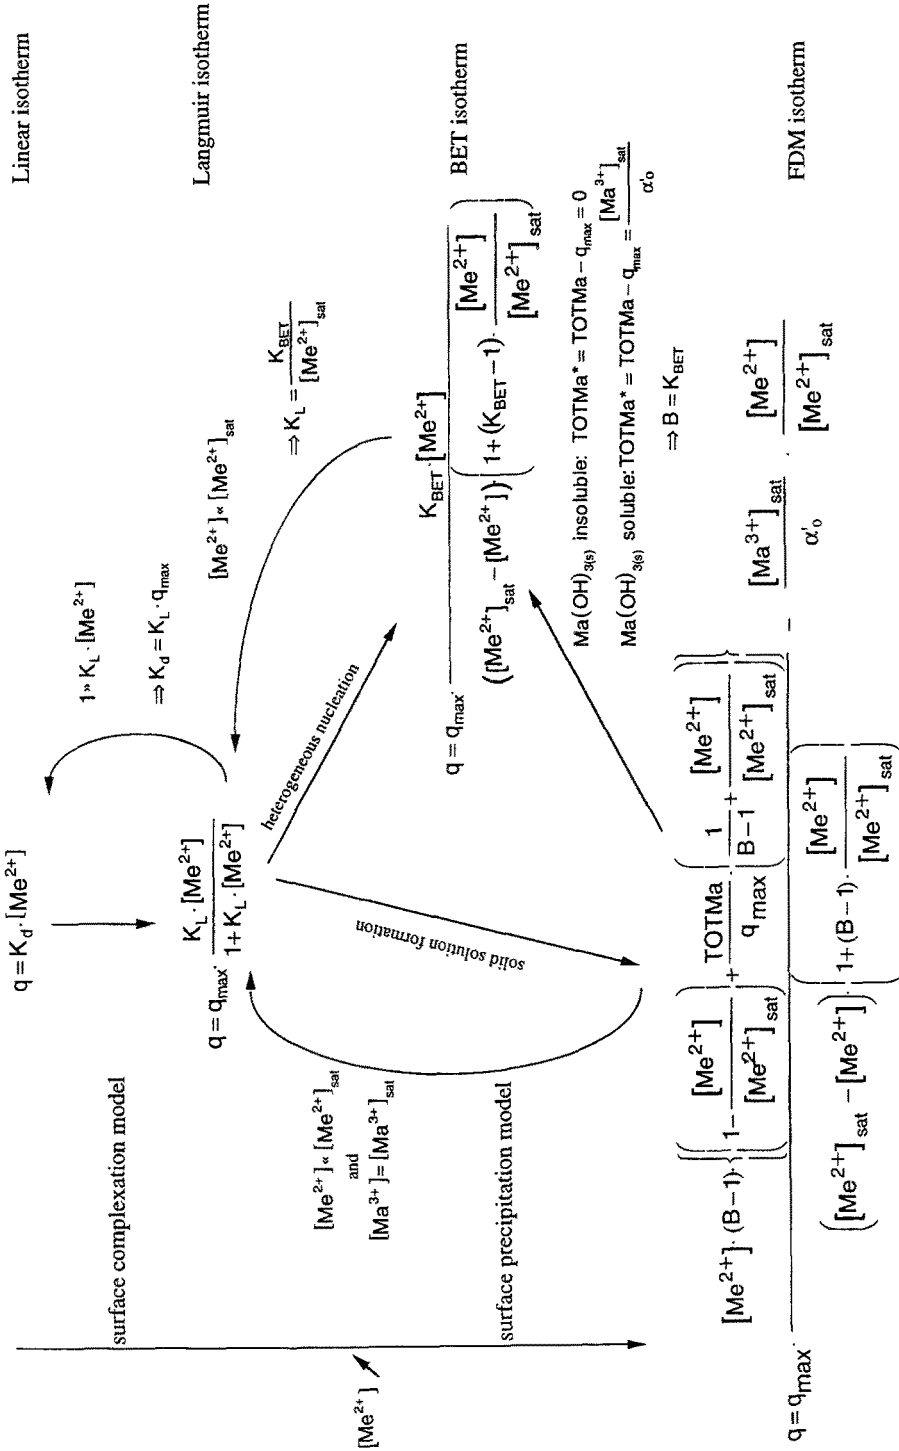 q = K_d · [Me^2+]
Linear isotherm
1 » K_L · [Me^2+]
⇒ K_d = K_L · q_max
surface complexation model
q = q_max · K_L · [Me^2+] / (1 + K_L · [Me^2+])
Langmuir isotherm
[Me^2+] « [Me^2+]_sat
⇒ K_L = K_BET / [Me^2+]_sat
heterogeneous nucleation
solid solution formation
[Me^2+] « [Me^2+]_sat
and
[Ma^3+] = [Ma^3+]_sat
[Me^2+]
surface precipitation model
q = q_max · K_BET · [Me^2+] / (([Me^2+]_sat − [Me^2+]) · (1 + (K_BET − 1) · [Me^2+] / [Me^2+]_sat))
BET isotherm
Ma(OH)_3(s) insoluble: TOTMa* = TOTMa − q_max = 0
Ma(OH)_3(s) soluble: TOTMa* = TOTMa − q_max = [Ma^3+]_sat / α'_o
⇒ B = K_BET
q = q_max · [Me^2+] · (B − 1) · {(1 − [Me^2+] / [Me^2+]_sat) + TOTMa / q_max · (1 / (B − 1) + [Me^2+] / [Me^2+]_sat)} / (([Me^2+]_sat − [Me^2+]) · (1 + (B − 1) · [Me^2+] / [Me^2+]_sat)) − [Ma^3+]_sat / α'_o · [Me^2+] / [Me^2+]_sat
FDM isotherm